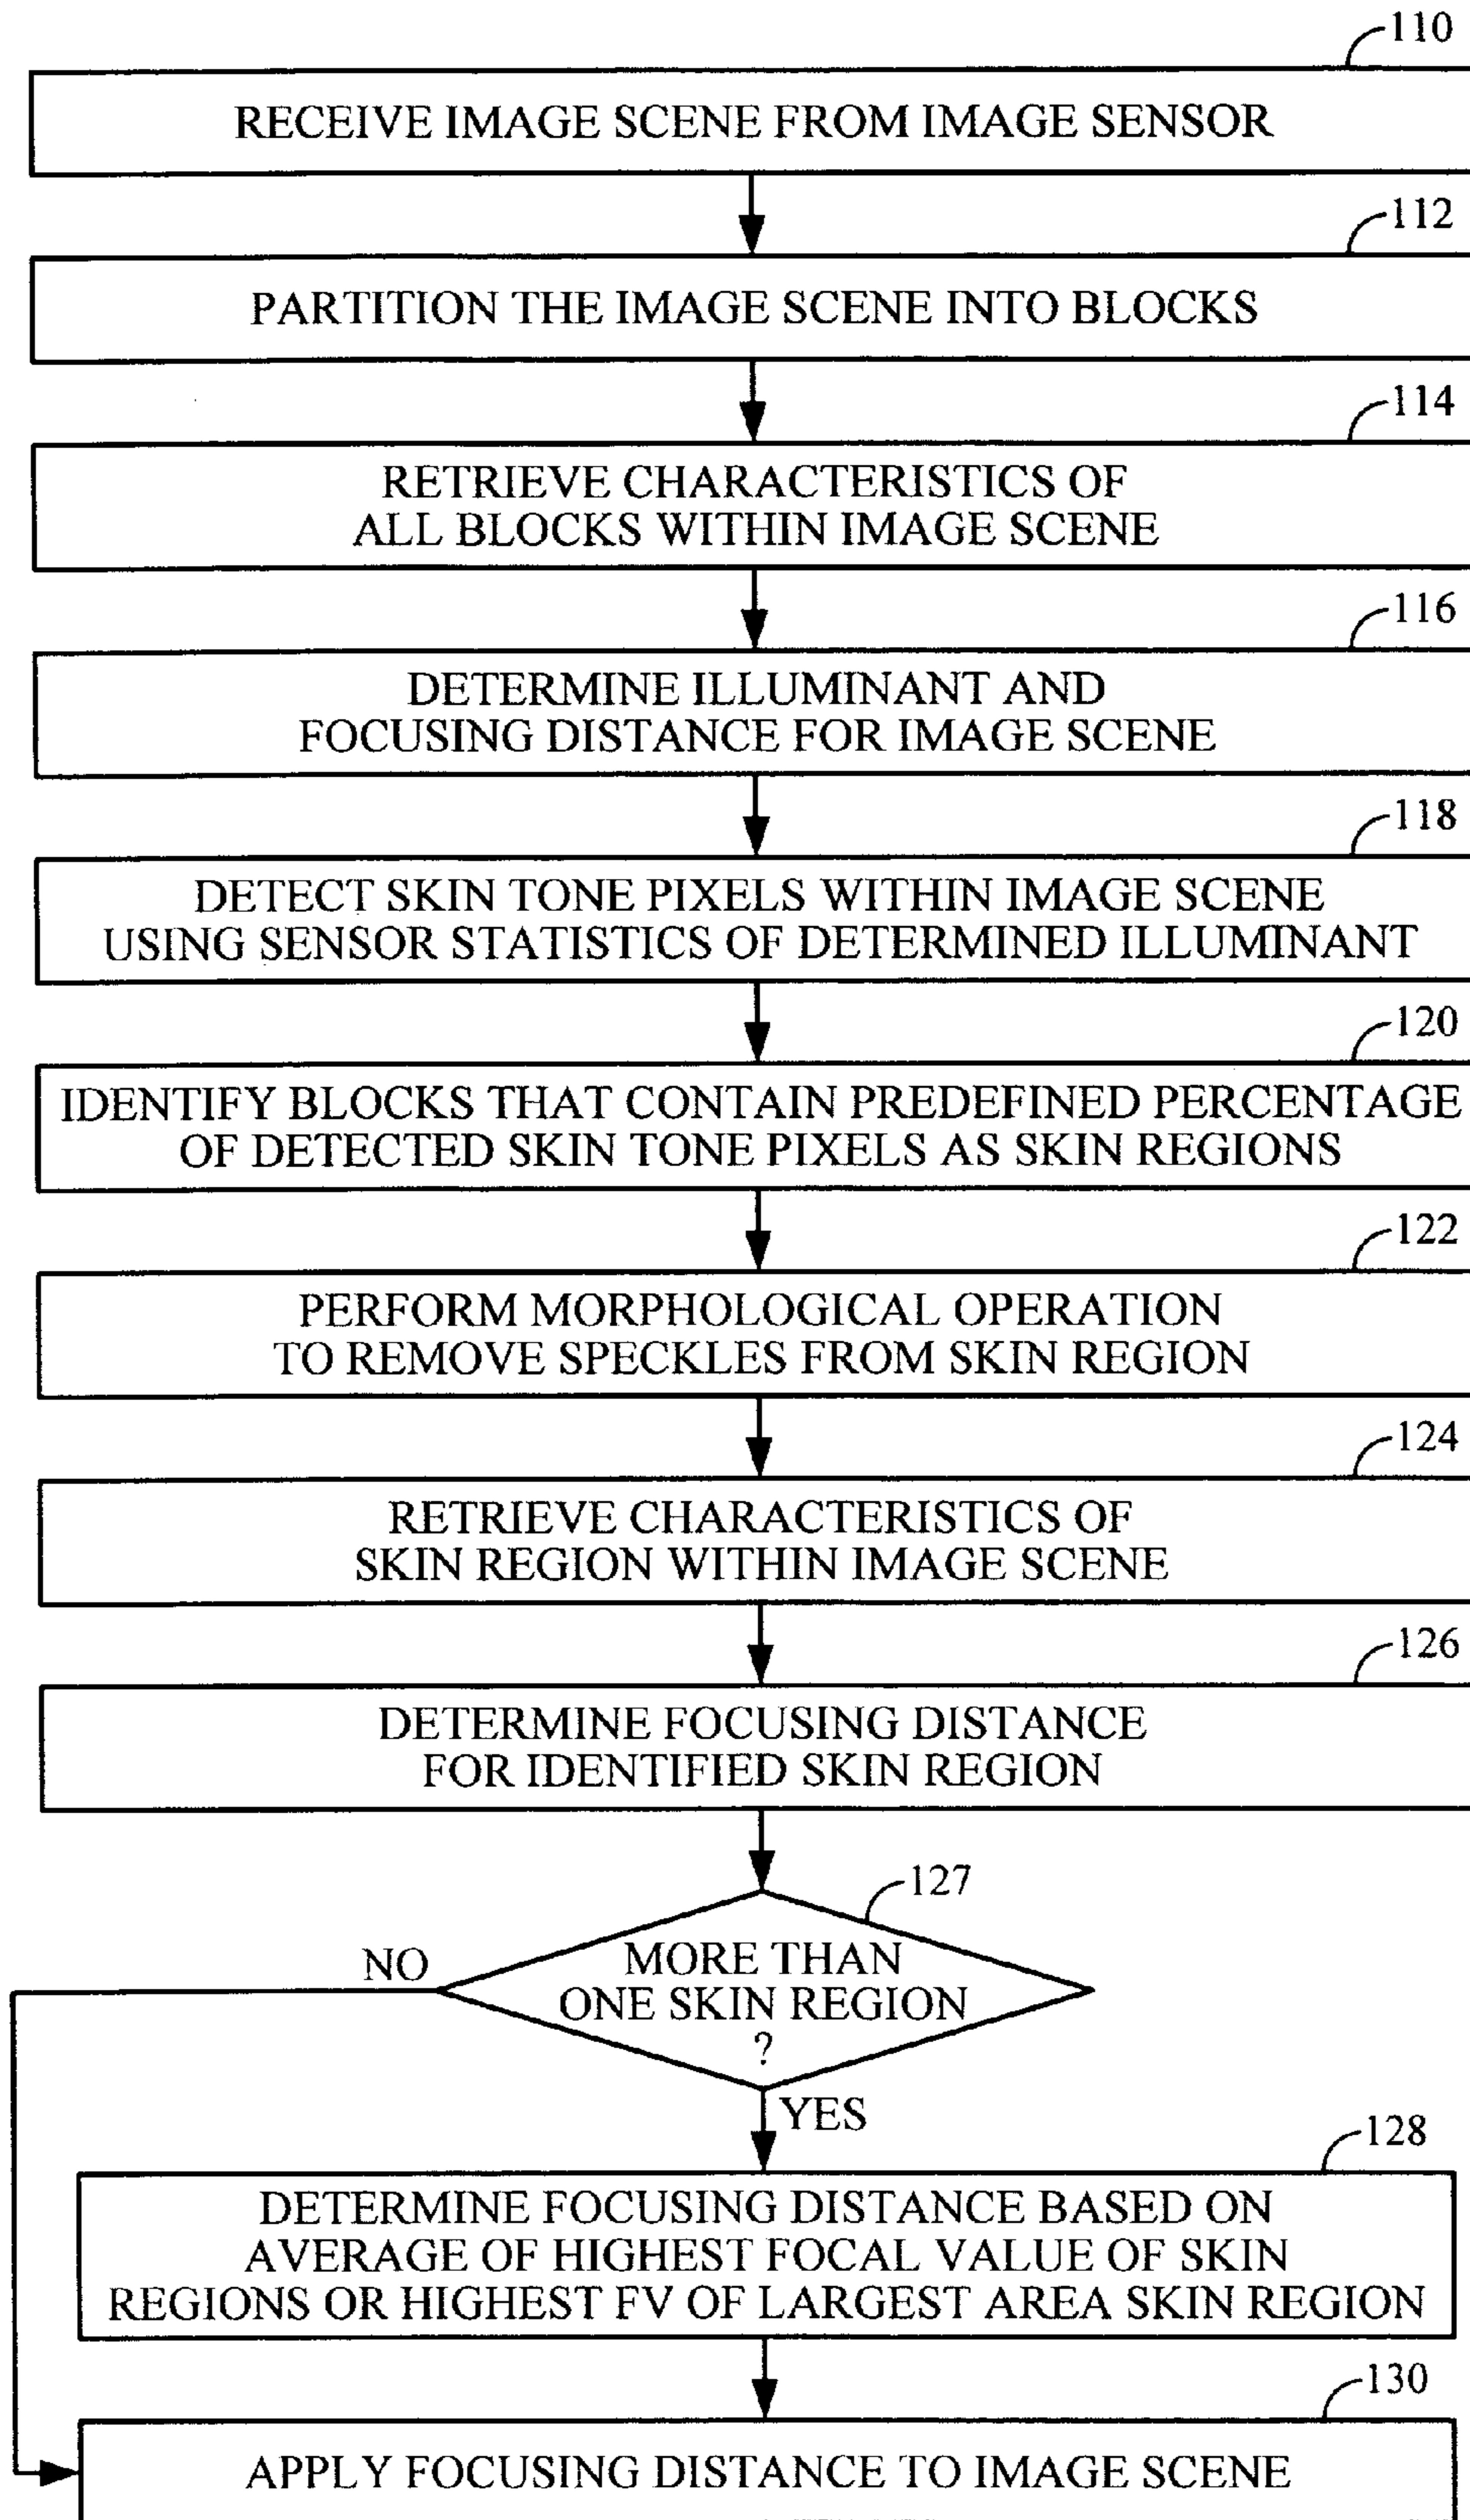 110
RECEIVE IMAGE SCENE FROM IMAGE SENSOR
112
PARTITION THE IMAGE SCENE INTO BLOCKS
114
RETRIEVE CHARACTERISTICS OF
ALL BLOCKS WITHIN IMAGE SCENE
116
DETERMINE ILLUMINANT AND
FOCUSING DISTANCE FOR IMAGE SCENE
118
DETECT SKIN TONE PIXELS WITHIN IMAGE SCENE
USING SENSOR STATISTICS OF DETERMINED ILLUMINANT
120
IDENTIFY BLOCKS THAT CONTAIN PREDEFINED PERCENTAGE
OF DETECTED SKIN TONE PIXELS AS SKIN REGIONS
122
PERFORM MORPHOLOGICAL OPERATION
TO REMOVE SPECKLES FROM SKIN REGION
124
RETRIEVE CHARACTERISTICS OF
SKIN REGION WITHIN IMAGE SCENE
126
DETERMINE FOCUSING DISTANCE
FOR IDENTIFIED SKIN REGION
127
NO
MORE THAN
ONE SKIN REGION
?
YES
128
DETERMINE FOCUSING DISTANCE BASED ON
AVERAGE OF HIGHEST FOCAL VALUE OF SKIN
REGIONS OR HIGHEST FV OF LARGEST AREA SKIN REGION
130
APPLY FOCUSING DISTANCE TO IMAGE SCENE